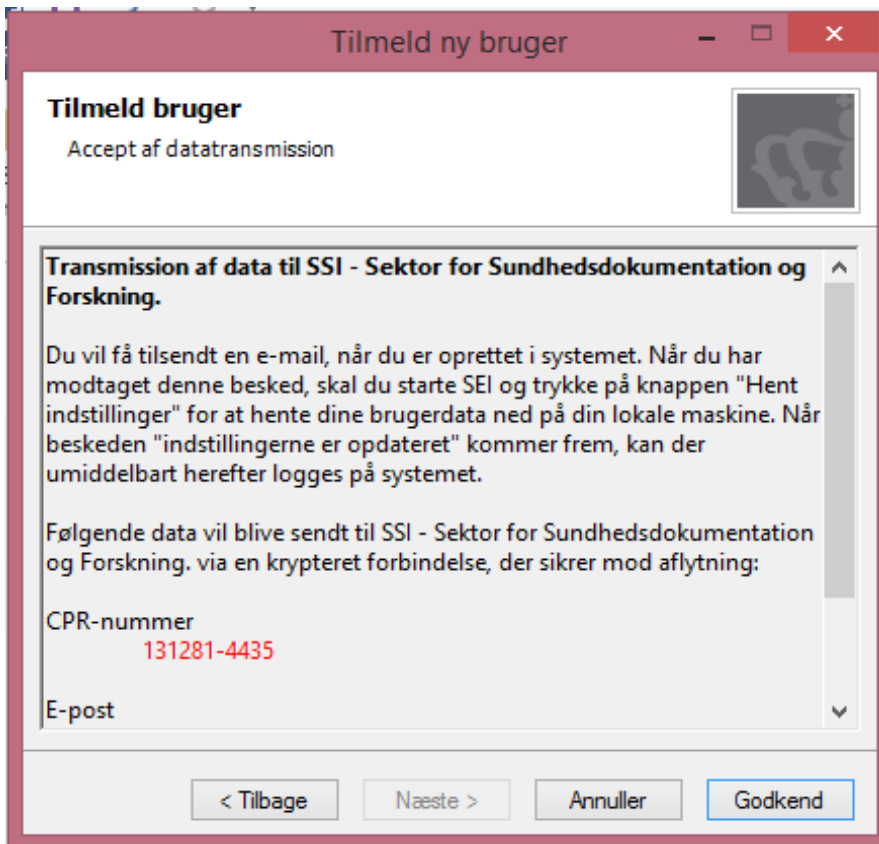 Tilmeld ny bruger
Tilmeld bruger
Accept af datatransmission
Transmission af data til SSI - Sektor for Sundhedsdokumentation og
Forskning.
Du vil få tilsendt en e-mail, når du er oprettet i systemet. Når du har
modtaget denne besked, skal du starte SEI og trykke på knappen "Hent
indstillinger" for at hente dine brugerdata ned på din lokale maskine. Når
beskeden "indstillingerne er opdateret" kommer frem, kan der
umiddelbart herefter logges på systemet.
Følgende data vil blive sendt til SSI - Sektor for Sundhedsdokumentation
og Forskning. via en krypteret forbindelse, der sikrer mod aflytning:
CPR-nummer
131281-4435
E-post
< Tilbage Næste > Annuller Godkend